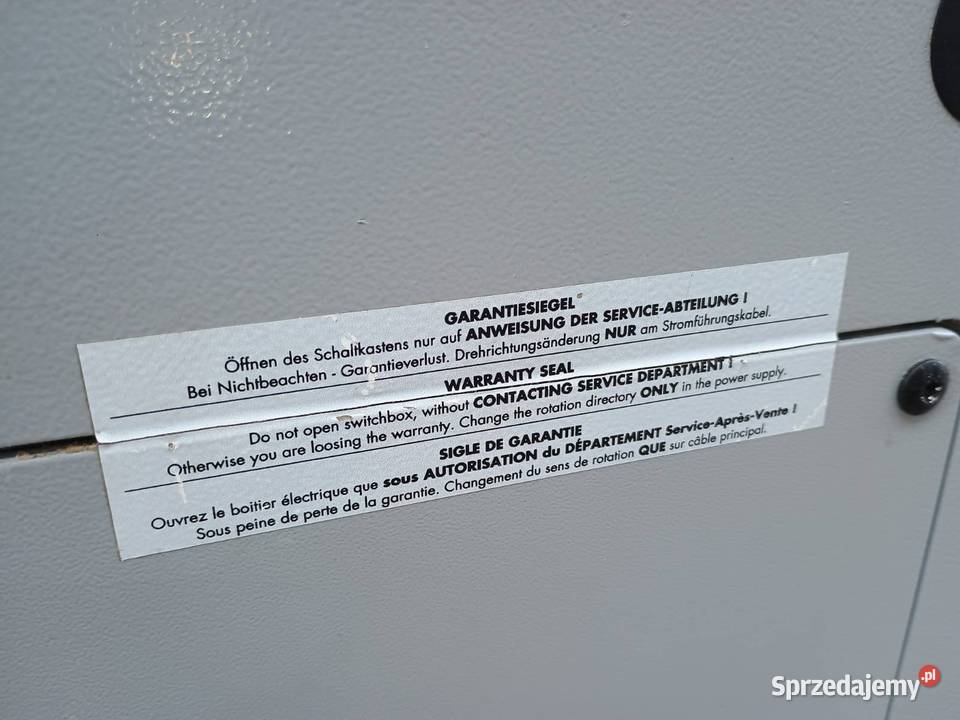 GARANTIESIEGEL
Öffnen des Schaltkastens nur auf ANWEISUNG DER SERVICE-ABTEILUNG !
Bei Nichtbeachten - Garantieverlust. Drehrichtungsänderung NUR am Stromführungskabel.
WARRANTY SEAL
Do not open switchbox, without CONTACTING SERVICE DEPARTMENT !
Otherwise you are loosing the warranty. Change the rotation directory ONLY in the power supply.
SIGLE DE GARANTIE
Ouvrez le boitier électrique que sous AUTORISATION du DÉPARTEMENT Service-Après-Vente !
Sous peine de perte de la garantie. Changement du sens de rotation QUE sur câble principal.
Sprzedajemy.pl